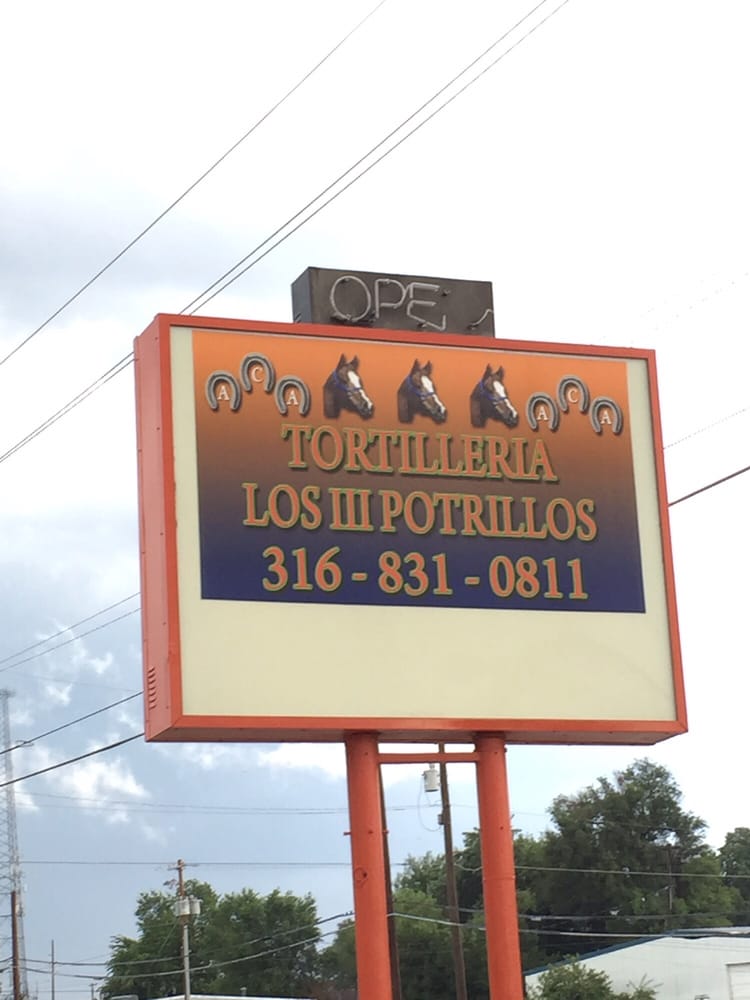 OPE
A C A A C A
TORTILLERIA
LOS III POTRILLOS
316-831-0811